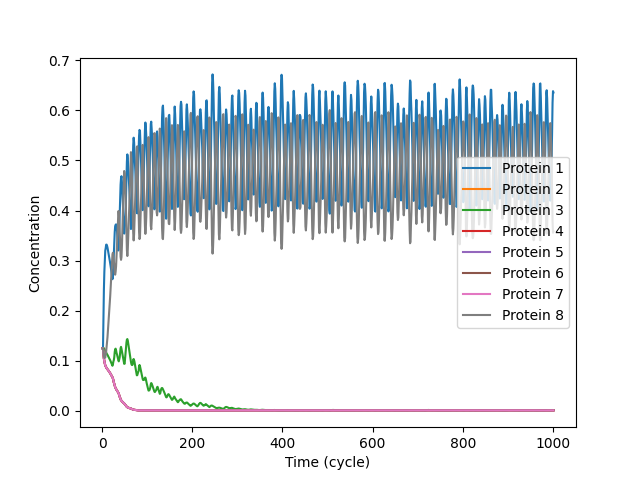 0.7
0.6
0.5
0.4
0.3
0.2
0.1
0.0
Concentration
0
200
400
600
800
1000
Time (cycle)
Protein 1
Protein 2
Protein 3
Protein 4
Protein 5
Protein 6
Protein 7
Protein 8